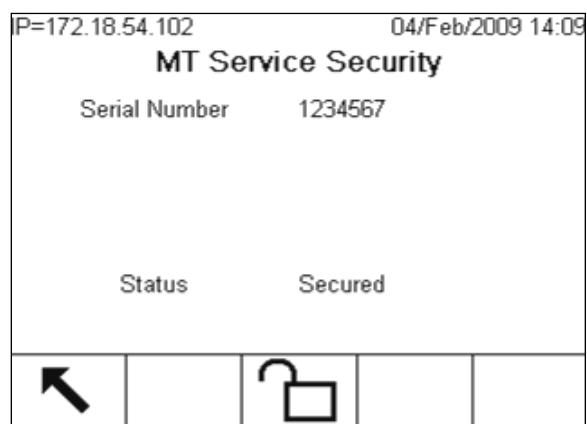 IP=172.18.54.102 04/Feb/2009 14:09
MT Service Security
Serial Number 1234567
Status Secured